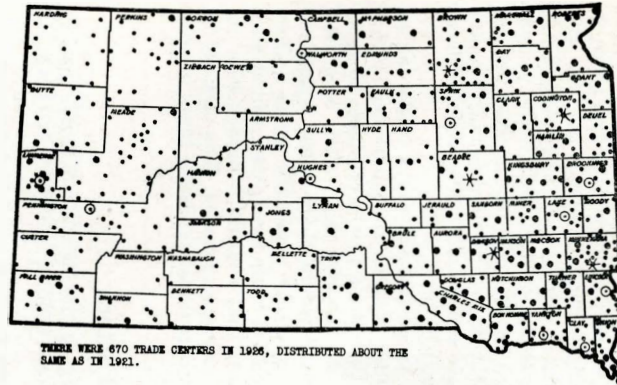 HARDING
PERKINS
CORSON
CAMPBELL
McPHERSON
BROWN
MARSHALL
ROBERTS
WALWORTH
EDMUNDS
DAY
ZIEBACH
DEWEY
GRANT
BUTTE
MEADE
POTTER
FAULK
SPINK
CLARK
CODINGTON
DEUEL
ARMSTRONG
SULLY
HYDE
HAND
HAMLIN
STANLEY
LAWRENCE
HUGHES
BEADLE
KINGSBURY
BROOKINGS
HAAKON
PENNINGTON
LYMAN
BUFFALO
JERAULD
SANBORN
MINER
LAKE
MOODY
JONES
JACKSON
CUSTER
BRULE
AURORA
DAVISON
HANSON
McCOOK
MINNEHAHA
WASHINGTON
WASHABAUGH
MELLETTE
TRIPP
FALL RIVER
SHANNON
BENNETT
TODD
GREGORY
DOUGLAS
CHARLES MIX
HUTCHINSON
TURNER
LINCOLN
BON HOMME
YANKTON
CLAY
UNION
THERE WERE 670 TRADE CENTERS IN 1926, DISTRIBUTED ABOUT THE
SAME AS IN 1921.